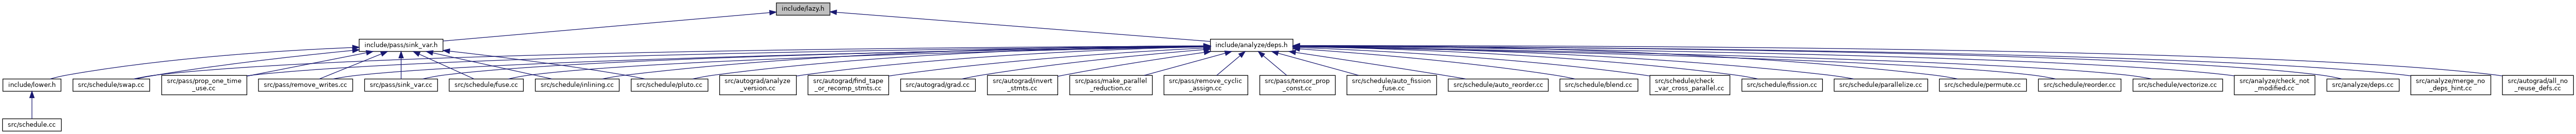 include/lazy.h
include/pass/sink_var.h
include/analyze/deps.h
include/lower.h
src/schedule/swap.cc
src/pass/prop_one_time
_use.cc
src/pass/remove_writes.cc
src/pass/sink_var.cc
src/schedule/fuse.cc
src/schedule/inlining.cc
src/schedule/pluto.cc
src/autograd/analyze
_version.cc
src/autograd/find_tape
_or_recomp_stmts.cc
src/autograd/grad.cc
src/autograd/invert
_stmts.cc
src/pass/make_parallel
_reduction.cc
src/pass/remove_cyclic
_assign.cc
src/pass/tensor_prop
_const.cc
src/schedule/auto_fission
_fuse.cc
src/schedule/auto_reorder.cc
src/schedule/blend.cc
src/schedule/check
_var_cross_parallel.cc
src/schedule/fission.cc
src/schedule/parallelize.cc
src/schedule/permute.cc
src/schedule/reorder.cc
src/schedule/vectorize.cc
src/analyze/check_not
_modified.cc
src/analyze/deps.cc
src/analyze/merge_no
_deps_hint.cc
src/autograd/all_no
_reuse_defs.cc
src/schedule.cc